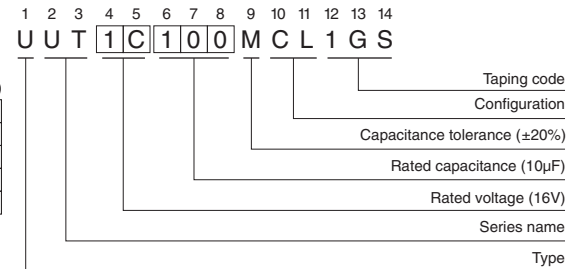 1 2 3 4 5 6 7 8 9 10 11 12 13 14
U U T 1 C 1 0 0 M C L 1 G S
Taping code
Configuration
Capacitance tolerance (±20%)
Rated capacitance (10µF)
Rated voltage (16V)
Series name
Type